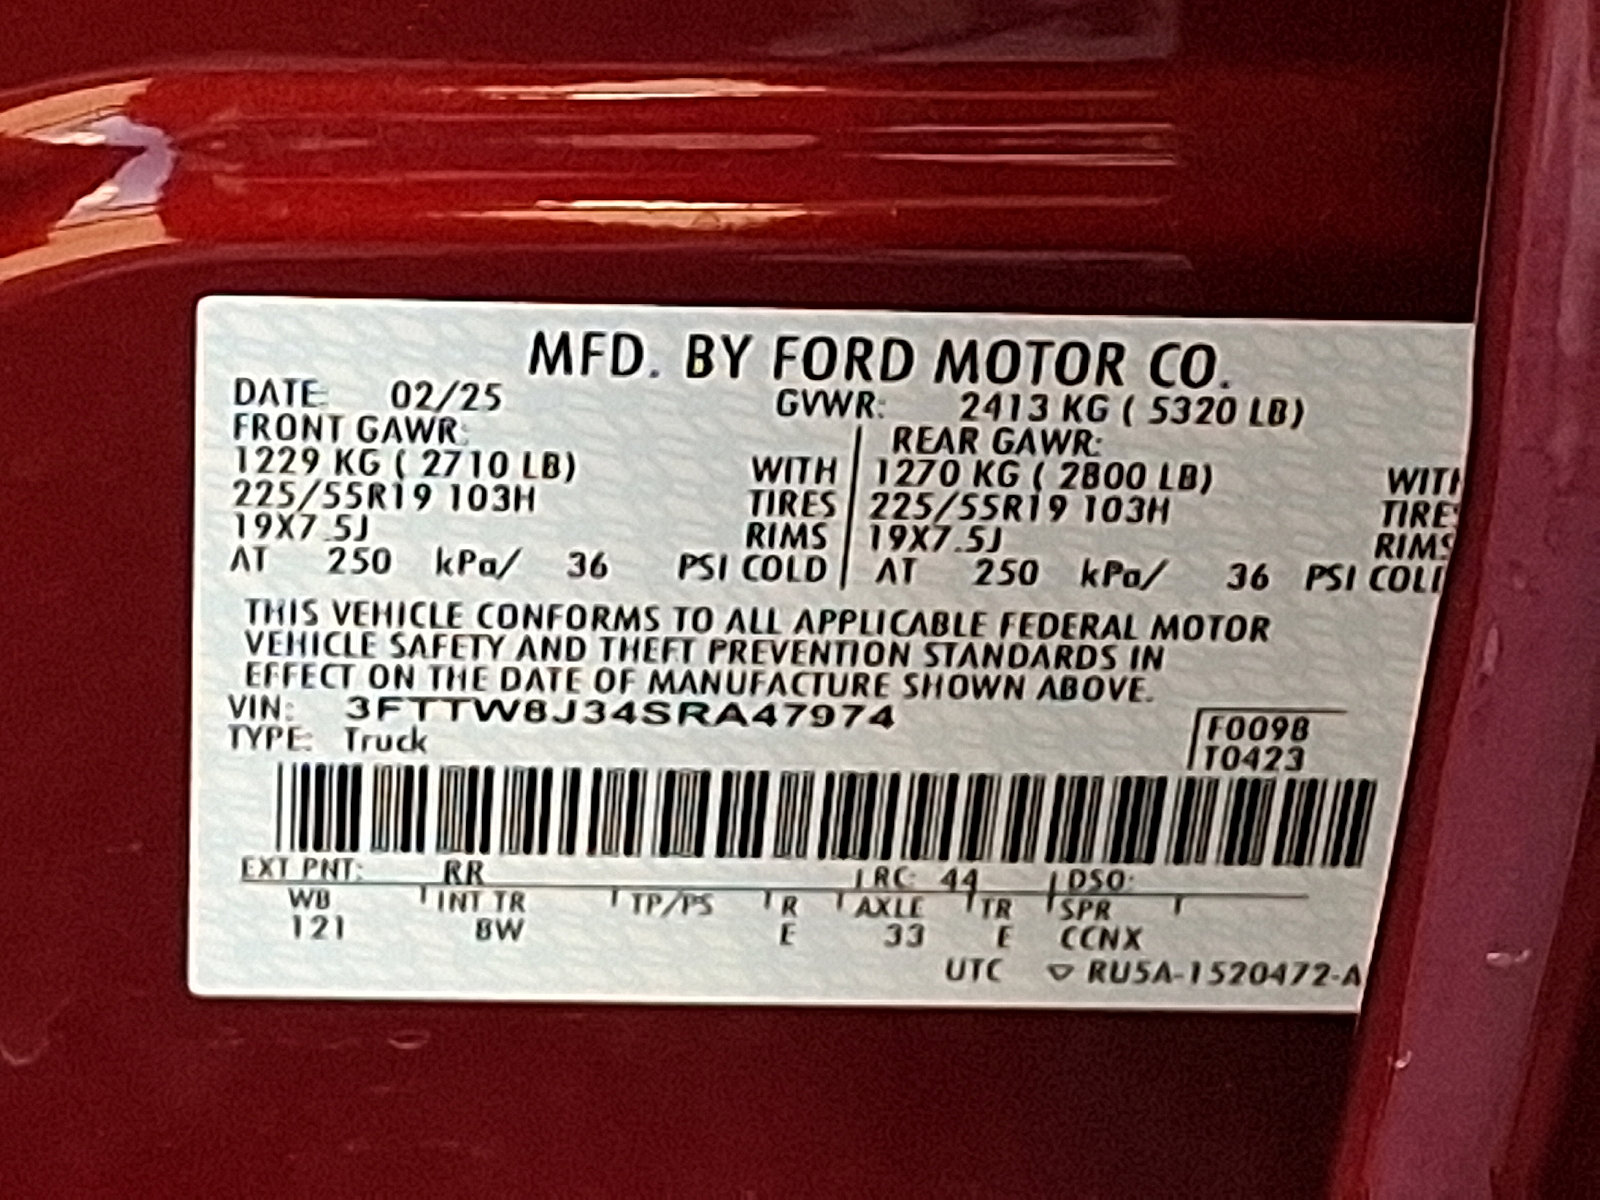 MFD. BY FORD MOTOR CO.
DATE: 02/25 GVWR: 2413 KG ( 5320 LB)
FRONT GAWR: REAR GAWR:
1229 KG ( 2710 LB) WITH 1270 KG ( 2800 LB) WITH
225/55R19 103H TIRES 225/55R19 103H TIRES
19X7.5J RIMS 19X7.5J RIMS
AT 250 kPa/ 36 PSI COLD AT 250 kPa/ 36 PSI COLD
THIS VEHICLE CONFORMS TO ALL APPLICABLE FEDERAL MOTOR
VEHICLE SAFETY AND THEFT PREVENTION STANDARDS IN
EFFECT ON THE DATE OF MANUFACTURE SHOWN ABOVE.
VIN: 3FTTW8J34SRA47974
F0098
TYPE: Truck
T0423
EXT PNT: RR RC: 44 DSO:
WB INT TR TP/PS R AXLE TR SPR
121 8W E 33 E CCNX
UTC ▽ RU5A-1520472-A